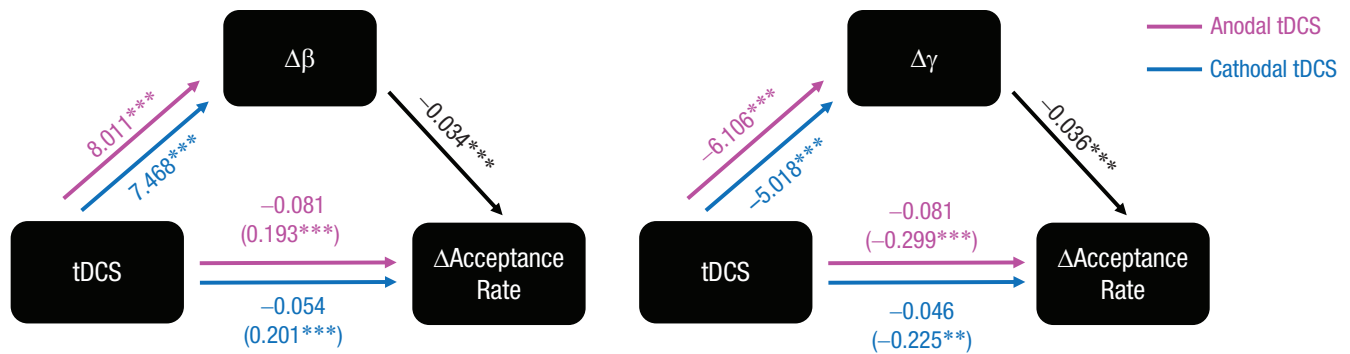 Δβ
8.011***
7.468***
−0.034***
tDCS
−0.081
(0.193***)
−0.054
(0.201***)
ΔAcceptance
Rate
Δγ
−6.106***
−5.018***
−0.036***
tDCS
−0.081
(−0.299***)
−0.046
(−0.225**)
ΔAcceptance
Rate
Anodal tDCS
Cathodal tDCS